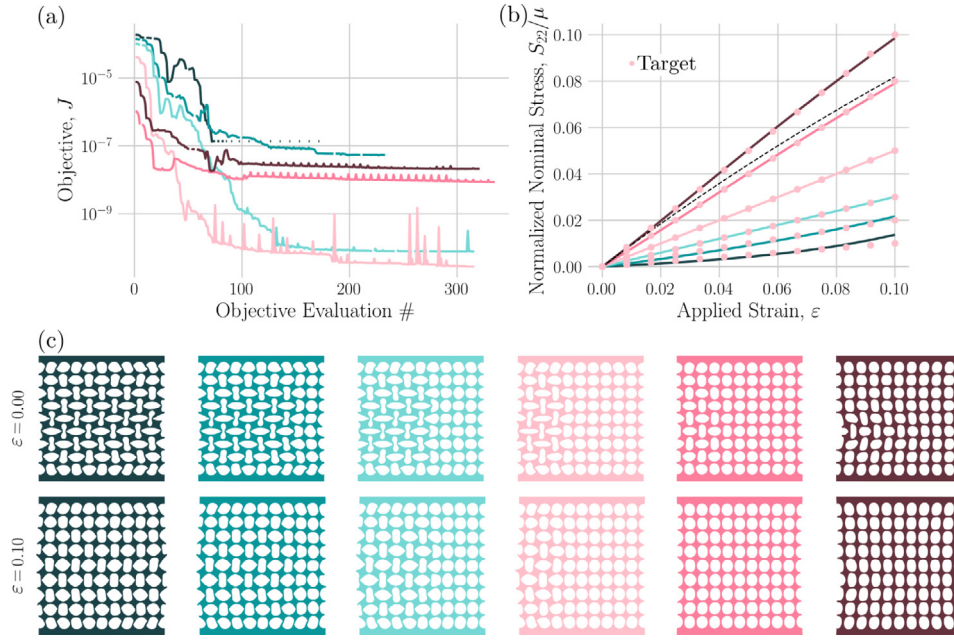 (a)
Objective, J
10⁻⁵
10⁻⁷
10⁻⁹
0
100
200
300
Objective Evaluation #
(b)
Normalized Nominal Stress, S₂₂/μ
0.10
0.08
0.06
0.04
0.02
0.00
Target
0.00
0.02
0.04
0.06
0.08
0.10
Applied Strain, ε
(c)
ε = 0.00
ε = 0.10